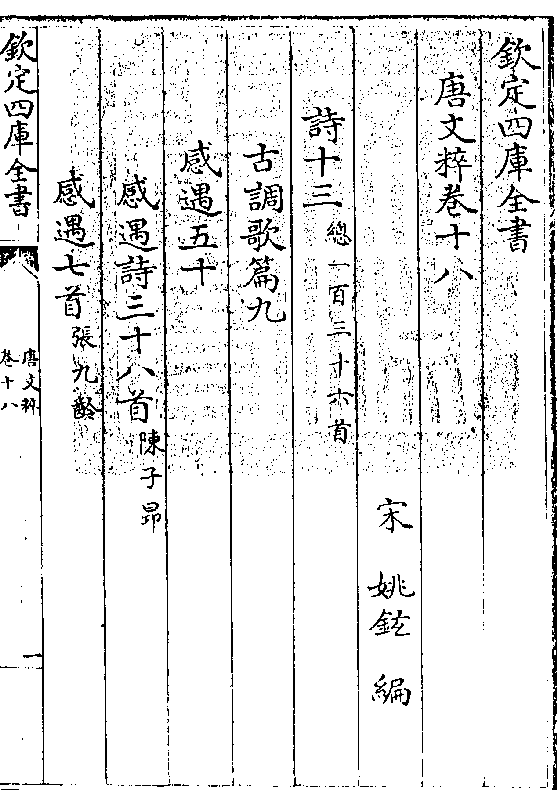 欽定四庫全書
唐文粹卷十八
宋 姚鉉 編
詩十三 總一百三十六首
古調歌篇九
感遇五十
感遇詩三十八首 陳子昂
感遇七首 張九齡
欽定四庫全書
唐文粹
卷十八
一